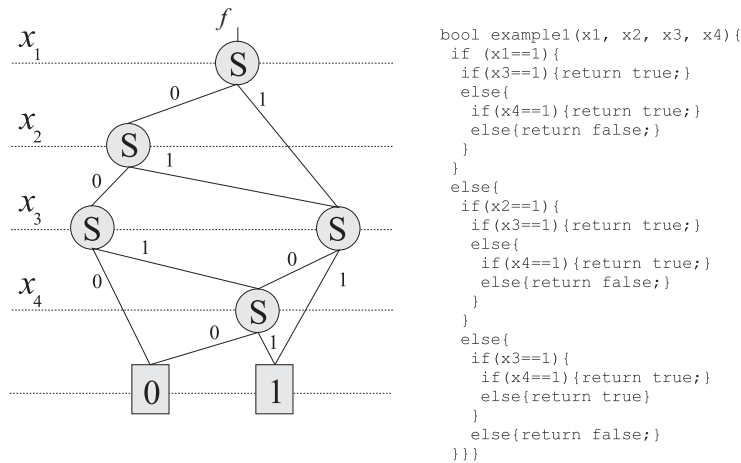 f
x1
S
0
1
x2
S
0
1
x3
S
S
1
0
0
1
x4
S
0
1
0
1
bool example1(x1, x2, x3, x4){
if (x1==1){
if(x3==1){return true;}
else{
if(x4==1){return true;}
else{return false;}
}
}
else{
if(x2==1){
if(x3==1){return true;}
else{
if(x4==1){return true;}
else{return false;}
}
}
else{
if(x3==1){
if(x4==1){return true;}
else{return true}
}
else{return false;}
}}}